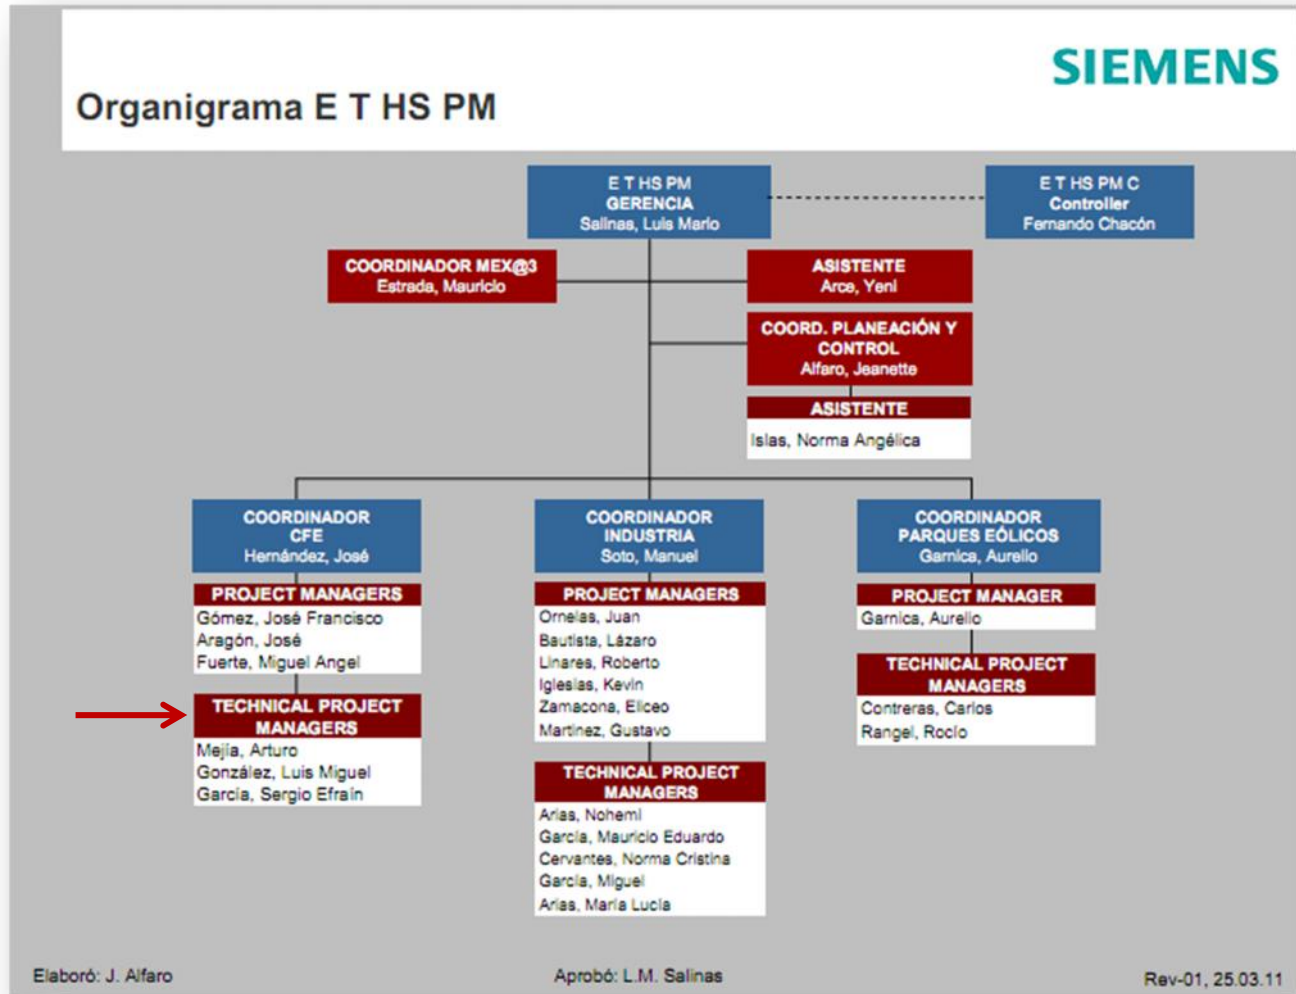 SIEMENS
Organigrama E T HS PM
E T HS PM
GERENCIA
Salinas, Luis Mario
E T HS PM C
Controller
Fernando Chacón
COORDINADOR MEX@3
Estrada, Mauricio
ASISTENTE
Arce, Yeni
COORD. PLANEACIÓN Y
CONTROL
Alfaro, Jeanette
ASISTENTE
Islas, Norma Angélica
COORDINADOR
CFE
Hernández, José
PROJECT MANAGERS
Gómez, José Francisco
Aragón, José
Fuerte, Miguel Angel
TECHNICAL PROJECT
MANAGERS
Mejía, Arturo
González, Luis Miguel
García, Sergio Efraín
COORDINADOR
INDUSTRIA
Soto, Manuel
PROJECT MANAGERS
Ornelas, Juan
Bautista, Lázaro
Linares, Roberto
Iglesias, Kevin
Zamacona, Eliceo
Martinez, Gustavo
TECHNICAL PROJECT
MANAGERS
Arias, Nohemi
García, Mauricio Eduardo
Cervantes, Norma Cristina
García, Miguel
Arias, María Lucía
COORDINADOR
PARQUES EÓLICOS
Garnica, Aurelio
PROJECT MANAGER
Garnica, Aurelio
TECHNICAL PROJECT
MANAGERS
Contreras, Carlos
Rangel, Rocío
Elaboró: J. Alfaro
Aprobó: L.M. Salinas
Rev-01, 25.03.11